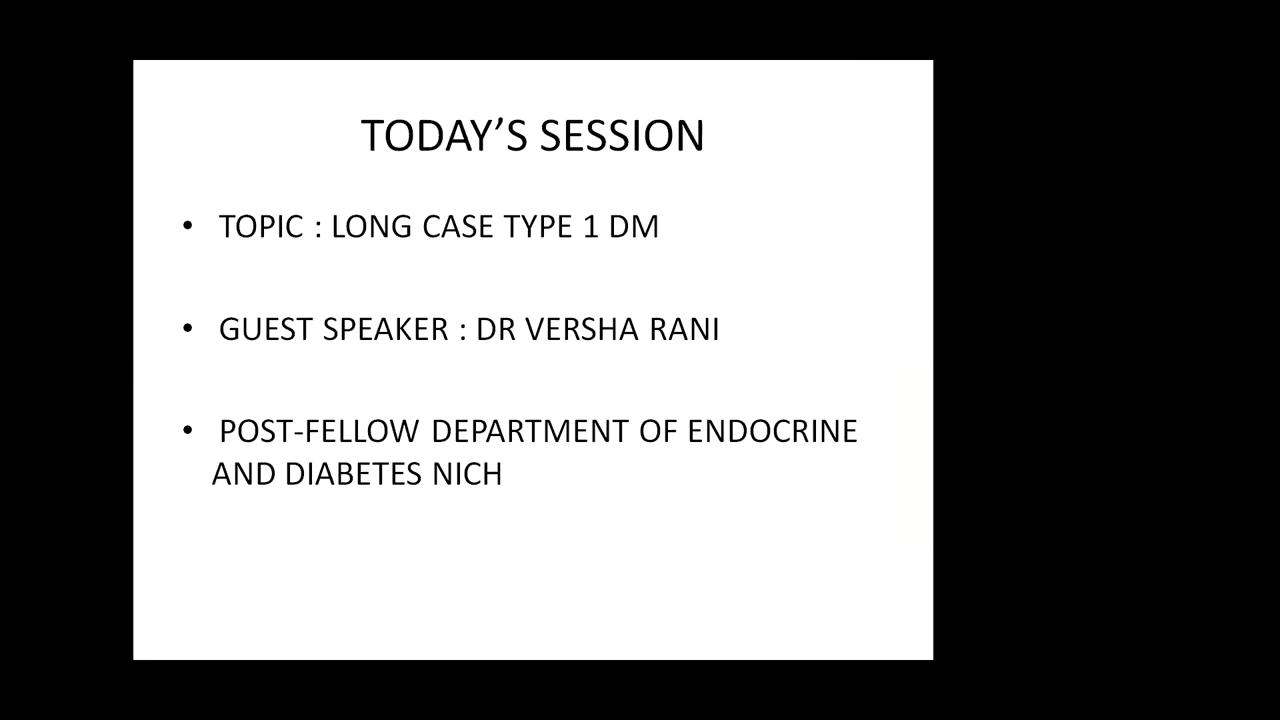 TODAY’S SESSION
• TOPIC : LONG CASE TYPE 1 DM
• GUEST SPEAKER : DR VERSHA RANI
• POST-FELLOW DEPARTMENT OF ENDOCRINE
AND DIABETES NICH